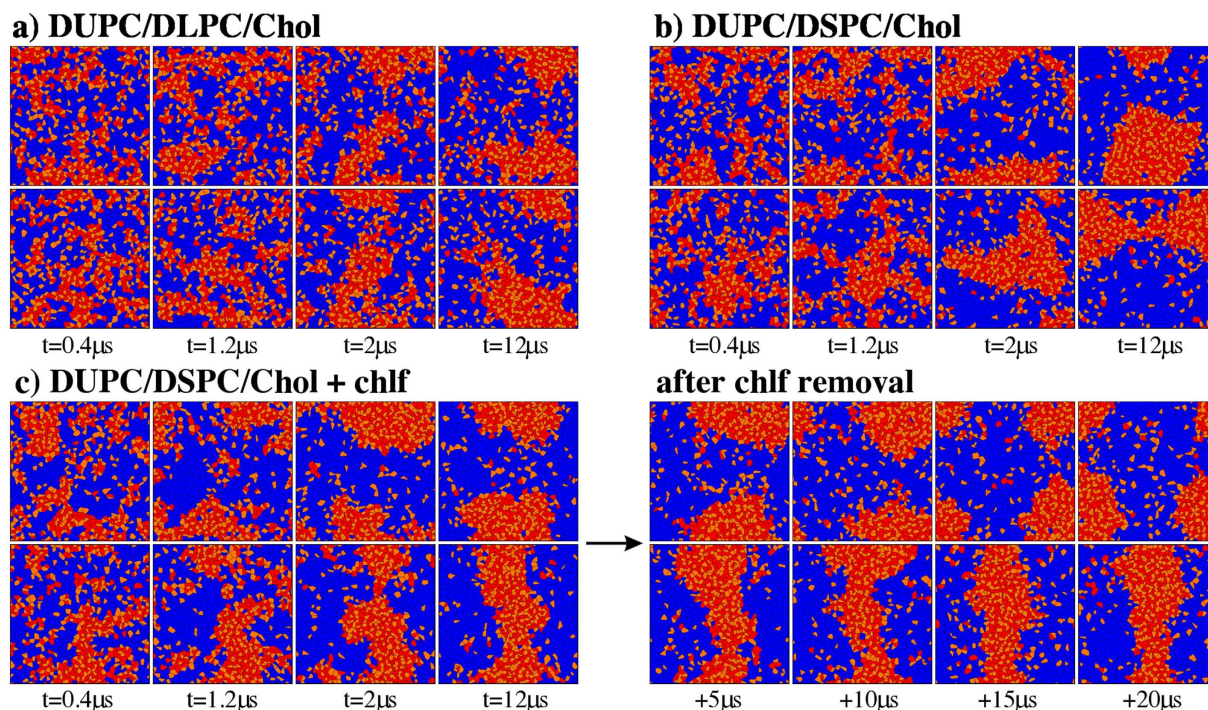 a) DUPC/DLPC/Chol
b) DUPC/DSPC/Chol
t=0.4μs t=1.2μs t=2μs t=12μs
t=0.4μs t=1.2μs t=2μs t=12μs
c) DUPC/DSPC/Chol + chlf
after chlf removal
t=0.4μs t=1.2μs t=2μs t=12μs
+5μs +10μs +15μs +20μs